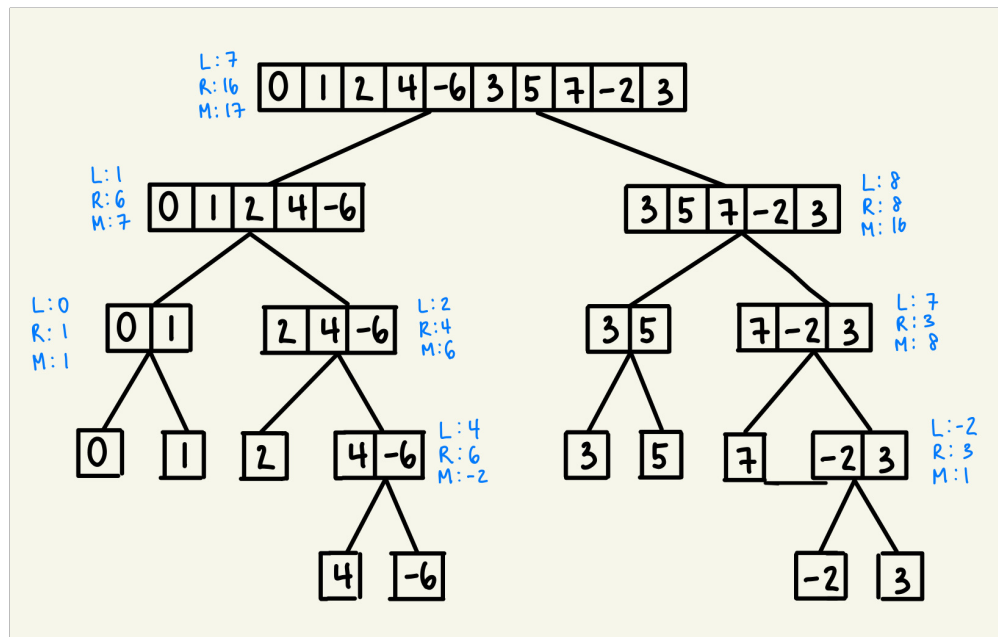 L:7
R:16
M:17
0 1 2 4 -6 3 5 7 -2 3
L:1
R:6
M:7
0 1 2 4 -6
3 5 7 -2 3
L:8
R:8
M:16
L:0
R:1
M:1
0 1
2 4 -6
L:2
R:4
M:6
3 5
7 -2 3
L:7
R:3
M:8
0
1
2
4 -6
L:4
R:6
M:-2
3
5
7
-2 3
L:-2
R:3
M:1
4
-6
-2
3